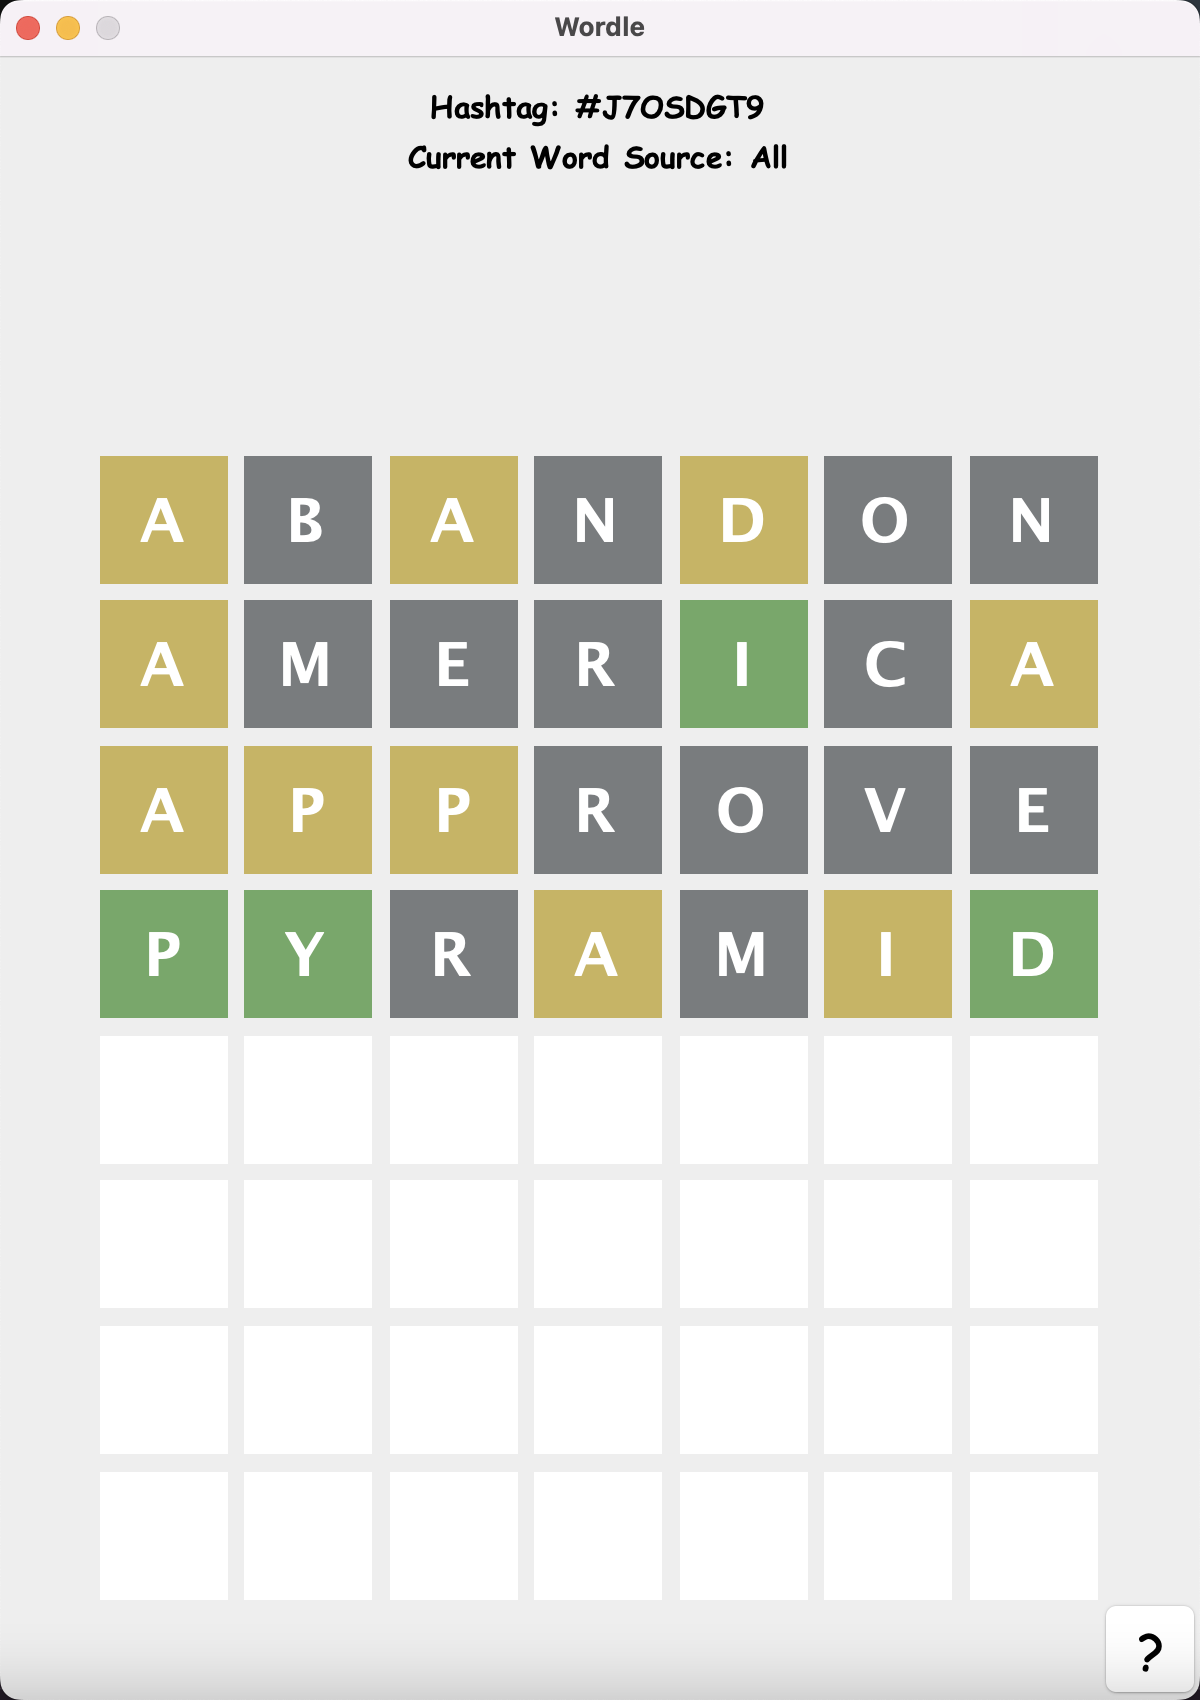 Wordle
Hashtag: #J7OSDGT9
Current Word Source: All
A B A N D O N
A M E R I C A
A P P R O V E
P Y R A M I D
?